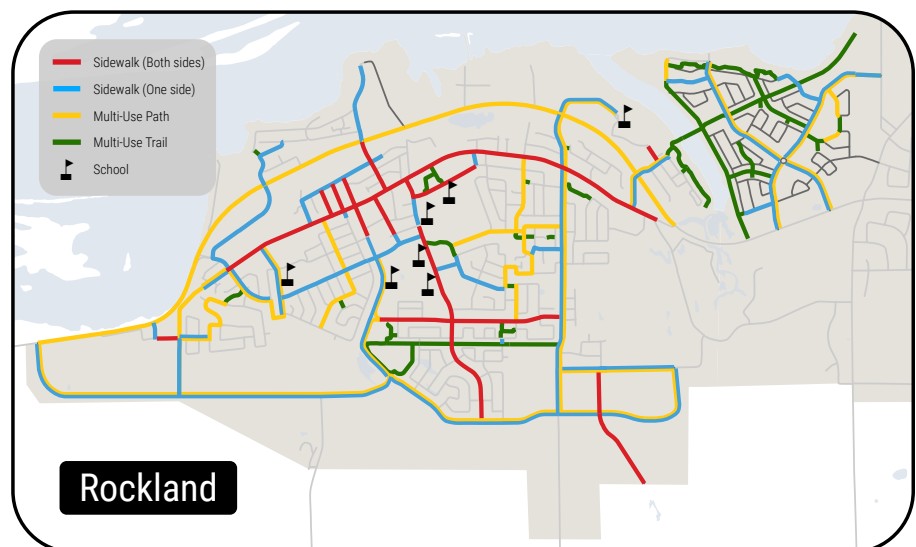 Sidewalk (Both sides)
Sidewalk (One side)
Multi-Use Path
Multi-Use Trail
School
Rockland